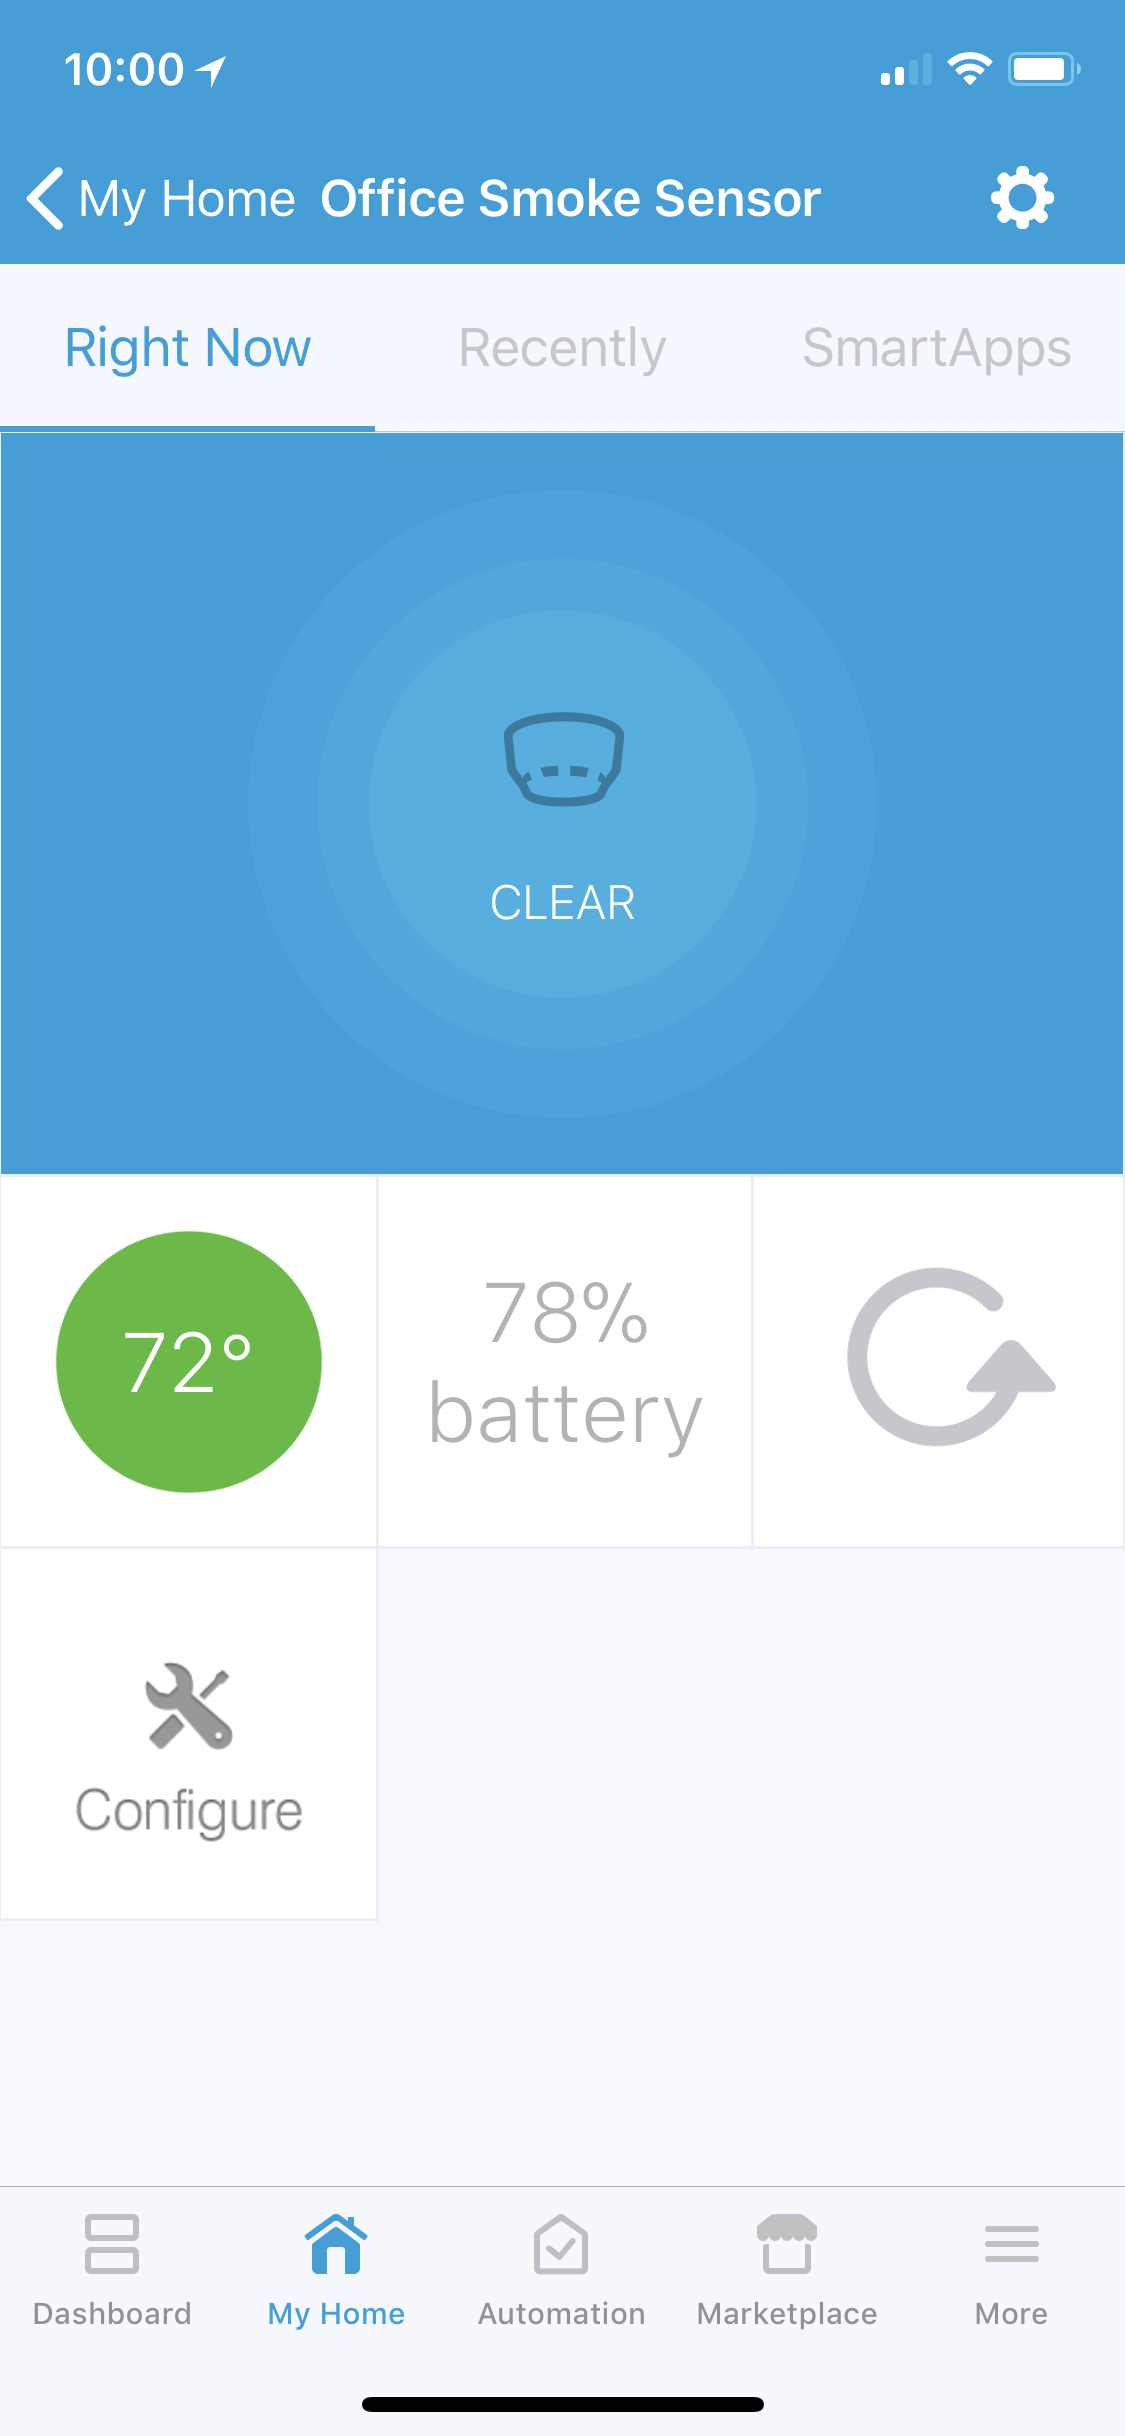 10:00
My Home Office Smoke Sensor
Right Now Recently SmartApps
CLEAR
72°
78%
battery
Configure
Dashboard My Home Automation Marketplace More